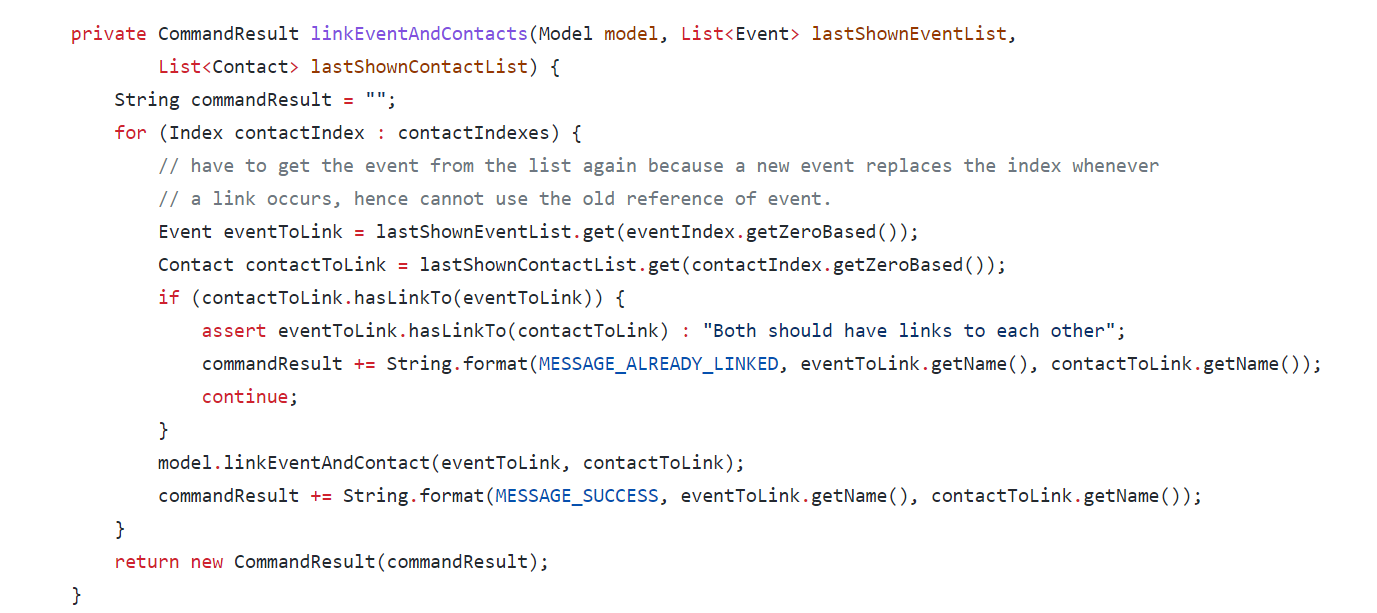 private CommandResult linkEventAndContacts(Model model, List<Event> lastShownEventList,
        List<Contact> lastShownContactList) {
    String commandResult = "";
    for (Index contactIndex : contactIndexes) {
        // have to get the event from the list again because a new event replaces the index whenever
        // a link occurs, hence cannot use the old reference of event.
        Event eventToLink = lastShownEventList.get(eventIndex.getZeroBased());
        Contact contactToLink = lastShownContactList.get(contactIndex.getZeroBased());
        if (contactToLink.hasLinkTo(eventToLink)) {
            assert eventToLink.hasLinkTo(contactToLink) : "Both should have links to each other";
            commandResult += String.format(MESSAGE_ALREADY_LINKED, eventToLink.getName(), contactToLink.getName());
            continue;
        }
        model.linkEventAndContact(eventToLink, contactToLink);
        commandResult += String.format(MESSAGE_SUCCESS, eventToLink.getName(), contactToLink.getName());
    }
    return new CommandResult(commandResult);
}